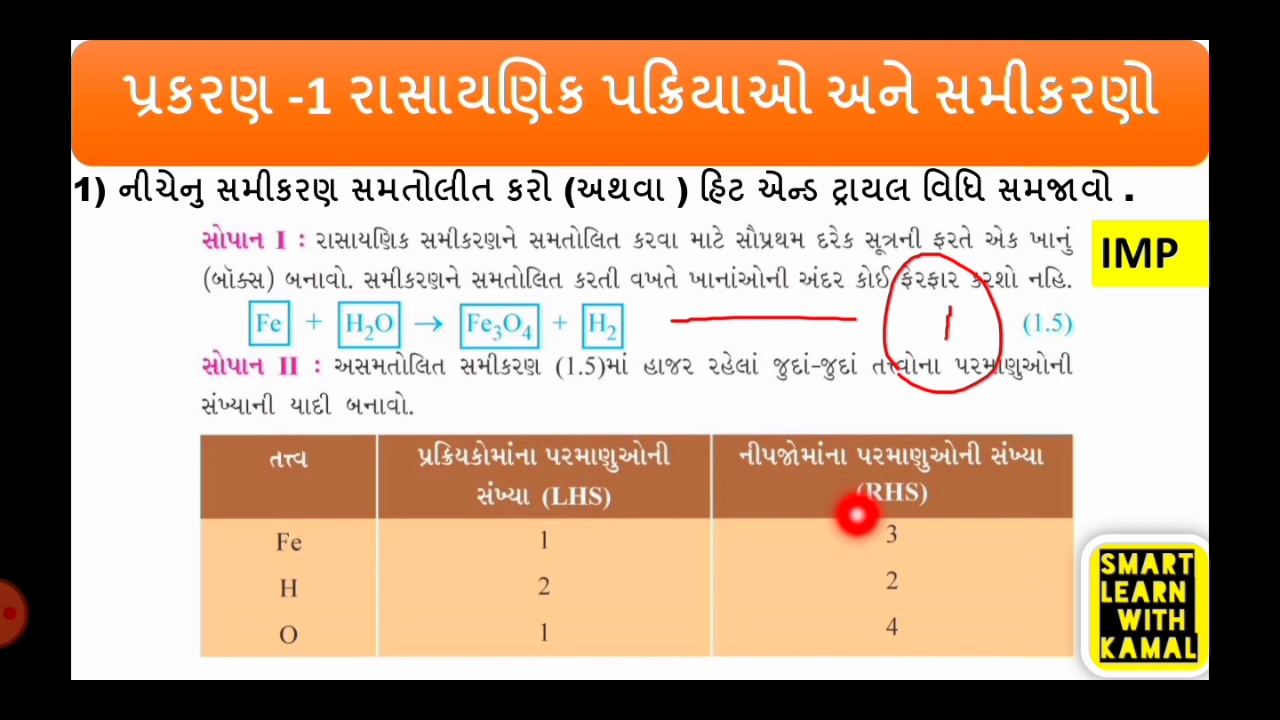 પ્રકરણ -1 રાસાયણિક પક્રિયાઓ અને સમીકરણો
1) નીચેનુ સમીકરણ સમતોલીત કરો (અથવા ) હિટ એન્ડ ટ્રાયલ વિધિ સમજાવો .
સોપાન I : રાસાયણિક સમીકરણને સમતોલિત કરવા માટે સૌપ્રથમ દરેક સૂત્રની ફરતે એક ખાનું
IMP
(બૉક્સ) બનાવો. સમીકરણને સમતોલિત કરતી વખતે ખાનાંઓની અંદર કોઈ ફેરફાર કરશો નહિ.
Fe + H₂O → Fe₃O₄ + H₂ 1 (1.5)
સોપાન II : અસમતોલિત સમીકરણ (1.5)માં હાજર રહેલાં જુદાં-જુદાં તત્ત્વોના પરમાણુઓની
સંખ્યાની યાદી બનાવો.
તત્ત્વ પ્રક્રિયકોમાંના પરમાણુઓની નીપજોમાંના પરમાણુઓની સંખ્યા
સંખ્યા (LHS) (RHS)
Fe 1 3
H 2 2
O 1 4
SMART
LEARN
WITH
KAMAL